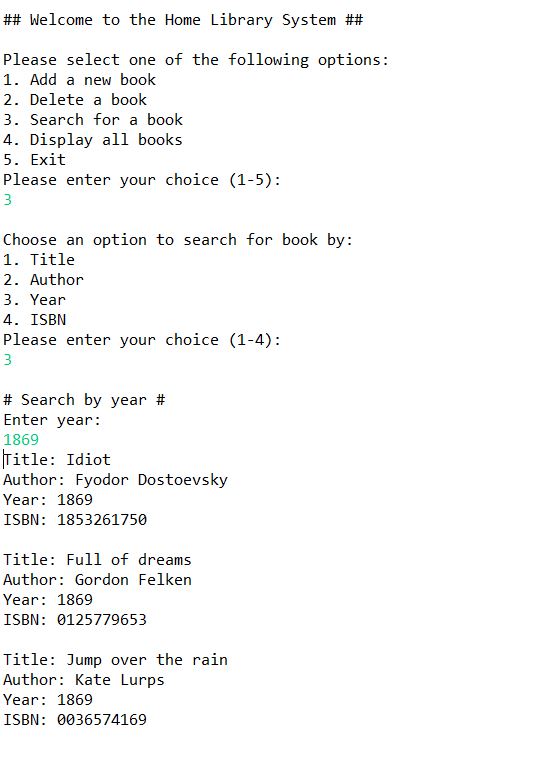 ## Welcome to the Home Library System ##
Please select one of the following options:
1. Add a new book
2. Delete a book
3. Search for a book
4. Display all books
5. Exit
Please enter your choice (1-5):
3
Choose an option to search for book by:
1. Title
2. Author
3. Year
4. ISBN
Please enter your choice (1-4):
3
# Search by year #
Enter year:
1869
Title: Idiot
Author: Fyodor Dostoevsky
Year: 1869
ISBN: 1853261750
Title: Full of dreams
Author: Gordon Felken
Year: 1869
ISBN: 0125779653
Title: Jump over the rain
Author: Kate Lurps
Year: 1869
ISBN: 0036574169